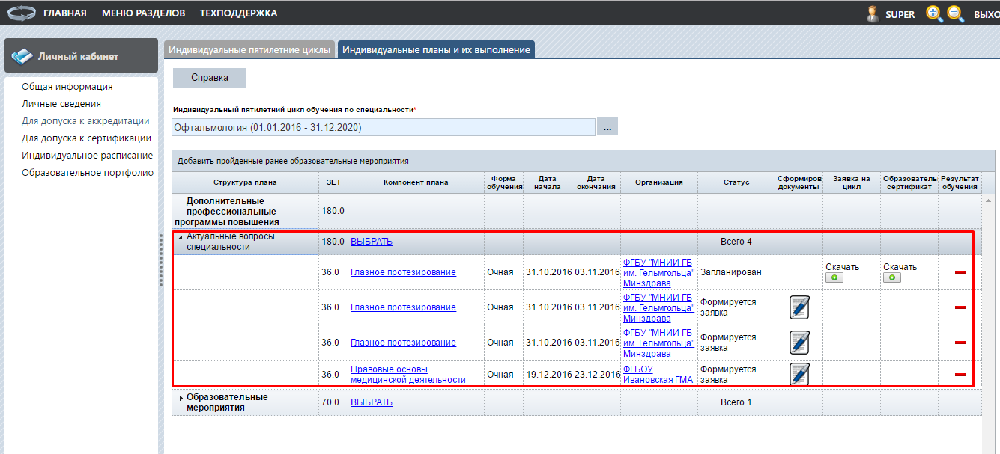 ГЛАВНАЯ МЕНЮ РАЗДЕЛОВ ТЕХПОДДЕРЖКА SUPER ВЫХО
Личный кабинет
Общая информация
Личные сведения
Для допуска к аккредитации
Для допуска к сертификации
Индивидуальное расписание
Образовательное портфолио
Индивидуальные пятилетние циклы Индивидуальные планы и их выполнение
Справка
Индивидуальный пятилетний цикл обучения по специальности*
Офтальмология (01.01.2016 - 31.12.2020) ...
Добавить пройденные ранее образовательные мероприятия
Структура плана
ЗЕТ
Компонент плана
Форма
обучения
Дата
начала
Дата
окончания
Организация
Статус
Сформирова
документы
Заявка на
цикл
Образователь
сертификат
Результат
обучения
Дополнительные
профессиональные
программы повышения
180.0
Актуальные вопросы
специальности
180.0 ВЫБРАТЬ Всего 4
36.0 Глазное протезирование Очная 31.10.2016 03.11.2016
ФГБУ "МНИИ ГБ
им. Гельмгольца"
Минздрава
Запланирован
Скачать
Скачать
36.0 Глазное протезирование Очная 31.10.2016 03.11.2016
ФГБУ "МНИИ ГБ
им. Гельмгольца"
Минздрава
Формируется
заявка
36.0 Глазное протезирование Очная 31.10.2016 03.11.2016
ФГБУ "МНИИ ГБ
им. Гельмгольца"
Минздрава
Формируется
заявка
36.0
Правовые основы
медицинской деятельности
Очная 19.12.2016 23.12.2016
ФГБОУ
Ивановская ГМА
Формируется
заявка
Образовательные
мероприятия
70.0 ВЫБРАТЬ Всего 1